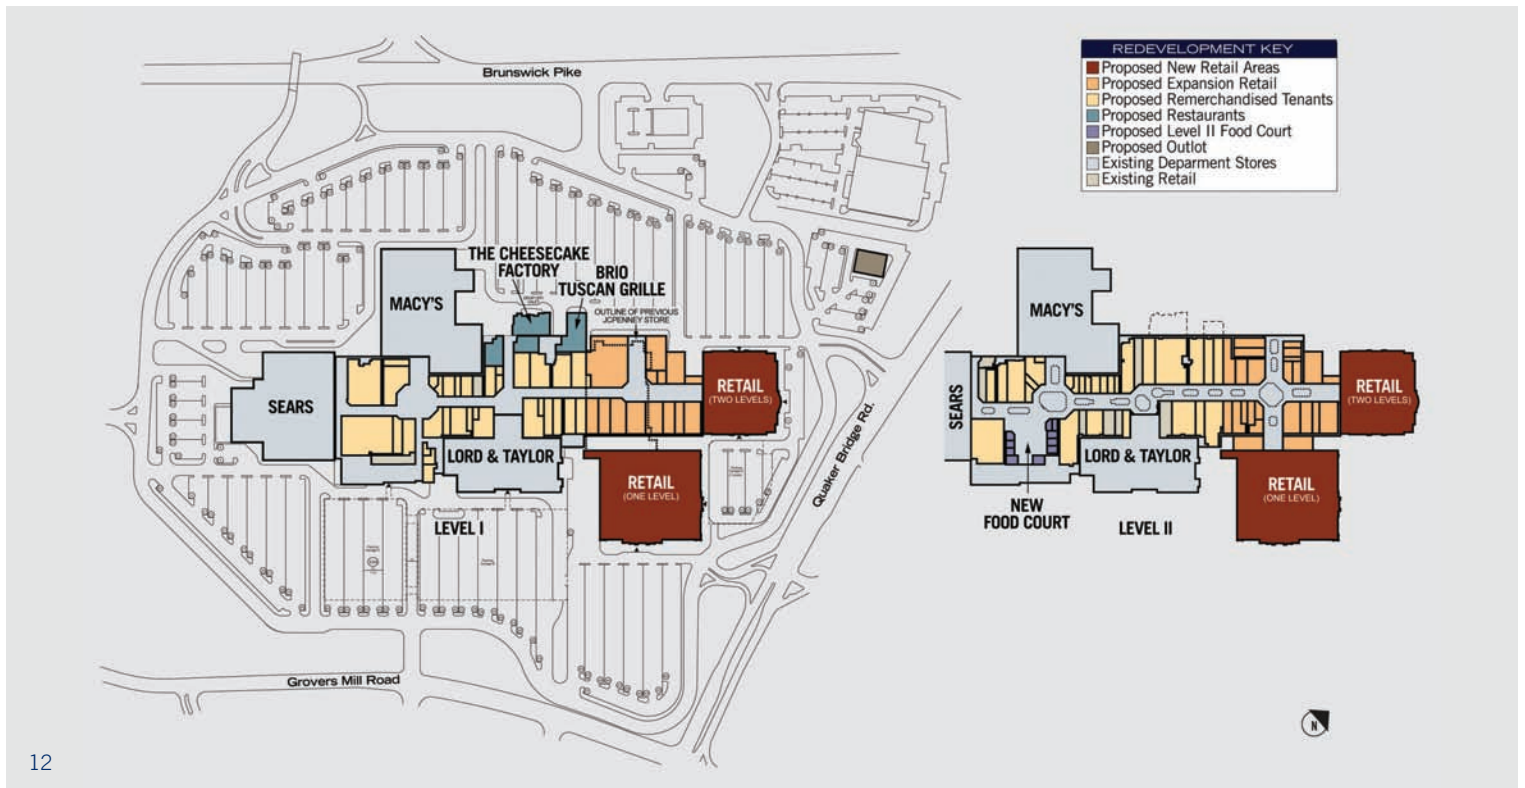 Brunswick Pike
REDEVELOPMENT KEY
Proposed New Retail Areas
Proposed Expansion Retail
Proposed Remerchandised Tenants
Proposed Restaurants
Proposed Level II Food Court
Proposed Outlot
Existing Deparment Stores
Existing Retail
THE CHEESECAKE
FACTORY
BRIO
TUSCAN GRILLE
OUTLINE OF PREVIOUS
JCPENNEY STORE
MACY'S
SEARS
LORD & TAYLOR
RETAIL
(TWO LEVELS)
RETAIL
(ONE LEVEL)
LEVEL I
Quaker Bridge Rd.
Grovers Mill Road
MACY'S
SEARS
LORD & TAYLOR
RETAIL
(TWO LEVELS)
RETAIL
(ONE LEVEL)
NEW
FOOD COURT
LEVEL II
N
12